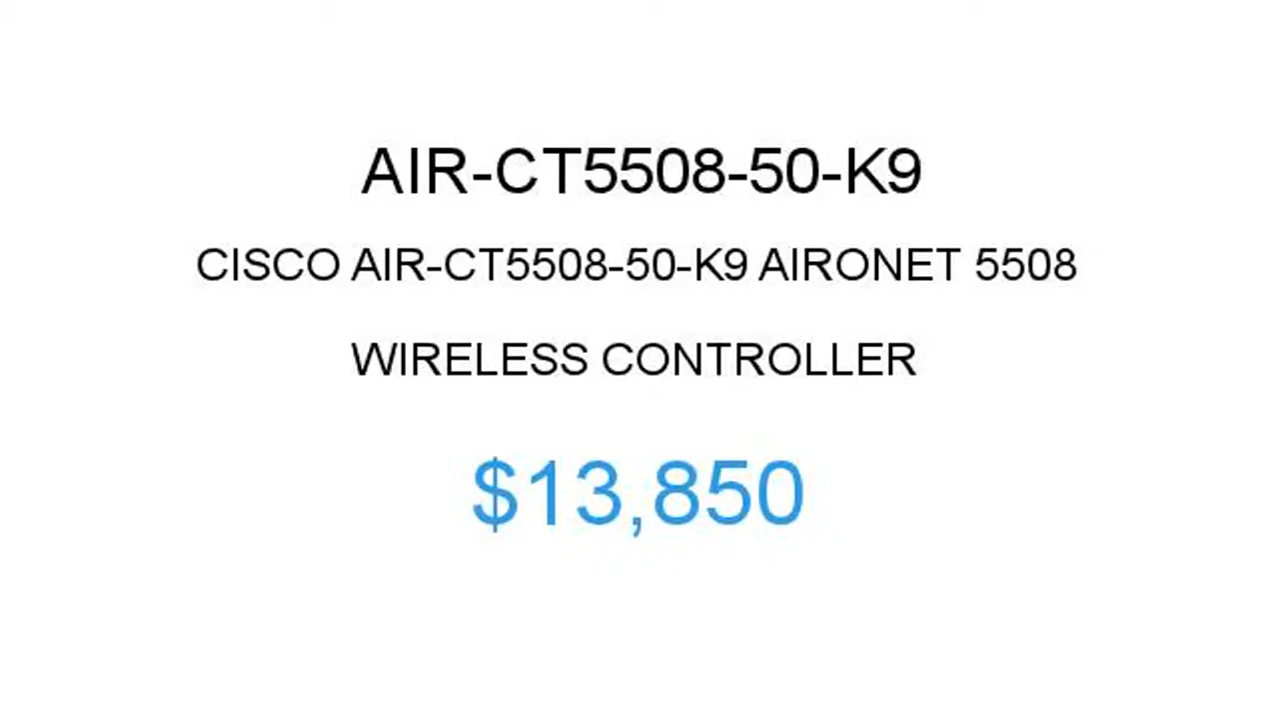 AIR-CT5508-50-K9
CISCO AIR-CT5508-50-K9 AIRONET 5508
WIRELESS CONTROLLER
$13,850